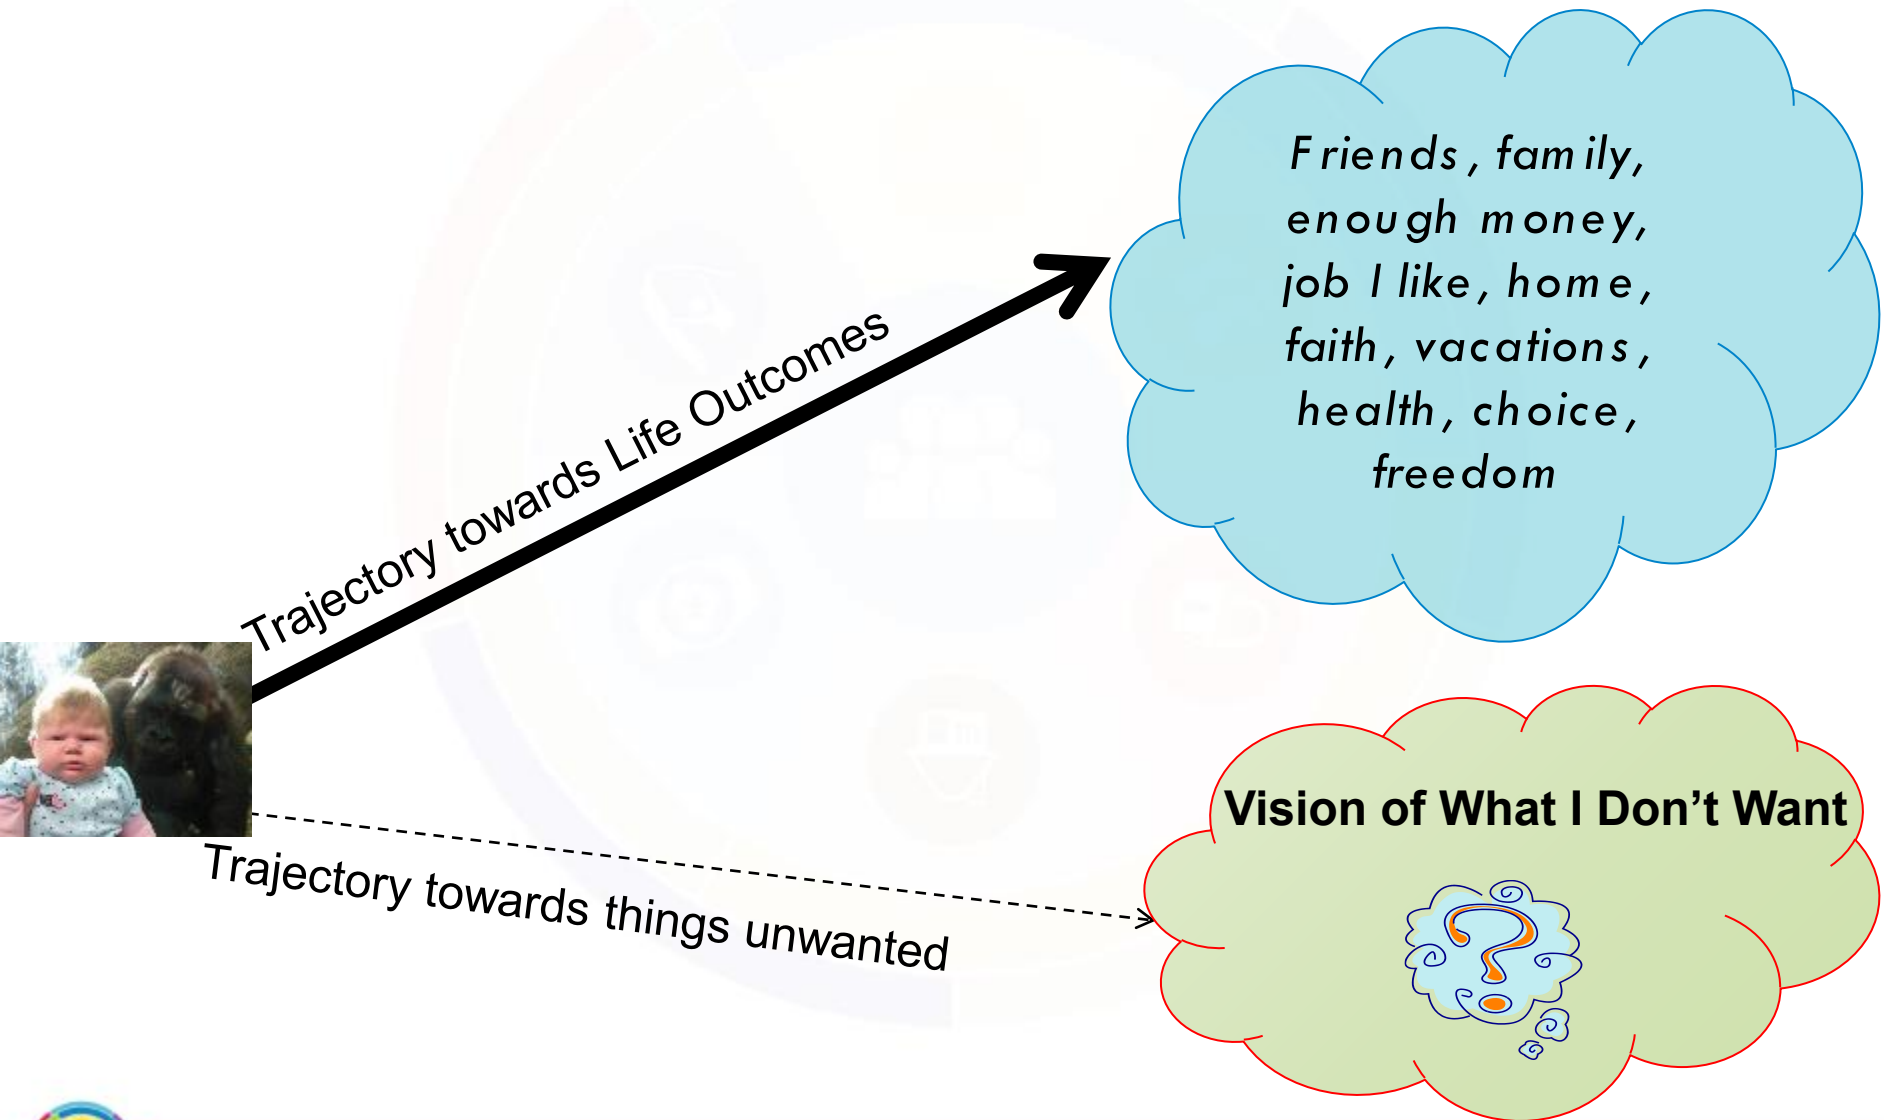 Friends, family,
enough money,
job I like, home,
faith, vacations,
health, choice,
freedom
Trajectory towards Life Outcomes
Vision of What I Don’t Want
?
Trajectory towards things unwanted